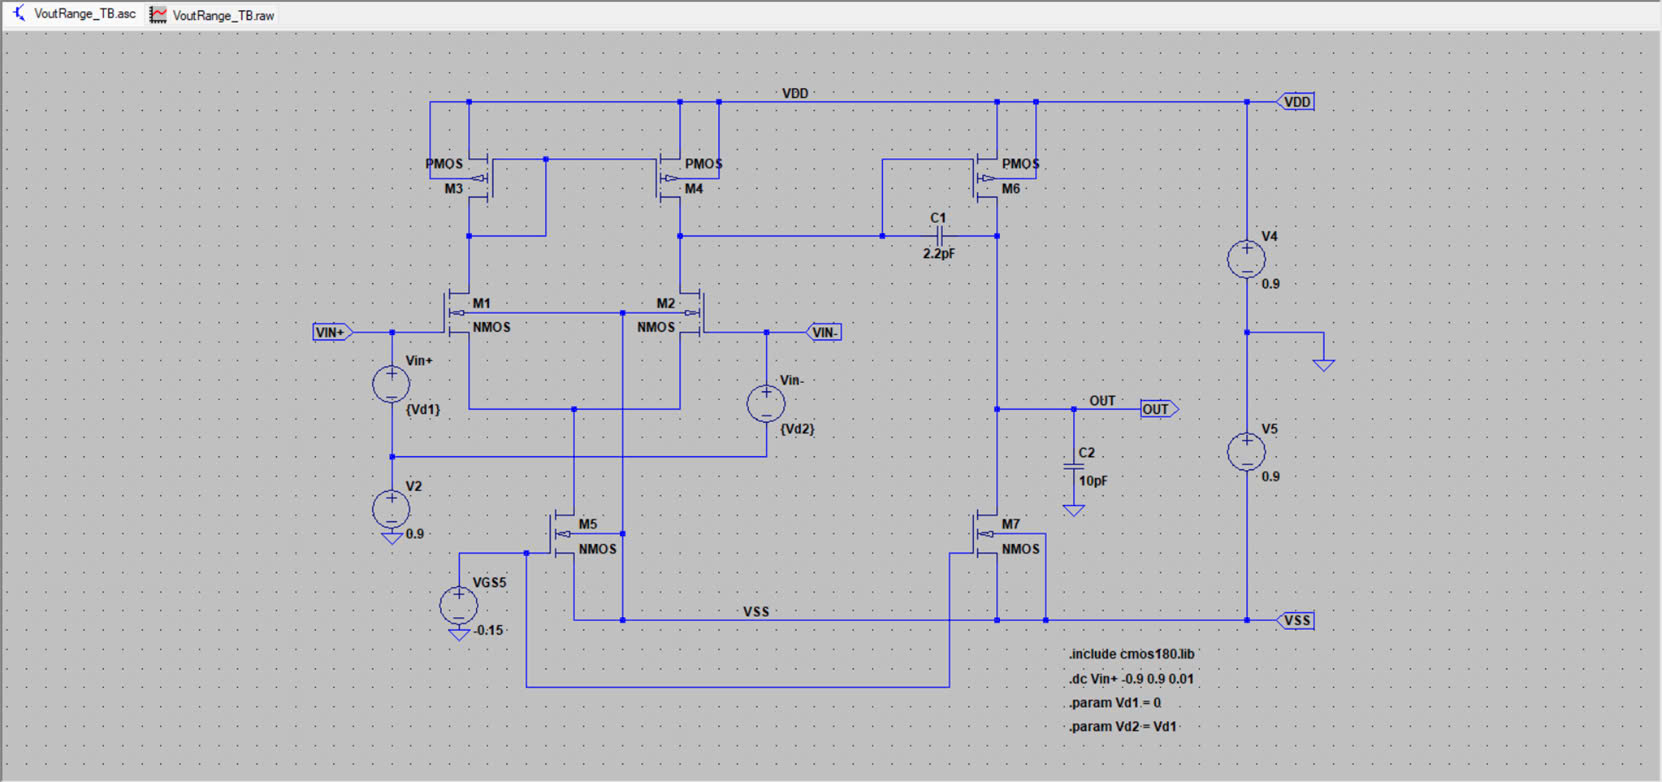 VoutRange_TB.asc
VoutRange_TB.raw
VDD
VDD
PMOS
M3
PMOS
M4
PMOS
M6
C1
2.2pF
V4
0.9
M1
NMOS
M2
NMOS
VIN+
VIN-
Vin+
{Vd1}
Vin-
{Vd2}
OUT
OUT
C2
10pF
V5
0.9
V2
0.9
M5
NMOS
M7
NMOS
VGS5
-0.15
VSS
VSS
.include cmos180.lib
.dc Vin+ -0.9 0.9 0.01
.param Vd1 = 0
.param Vd2 = Vd1